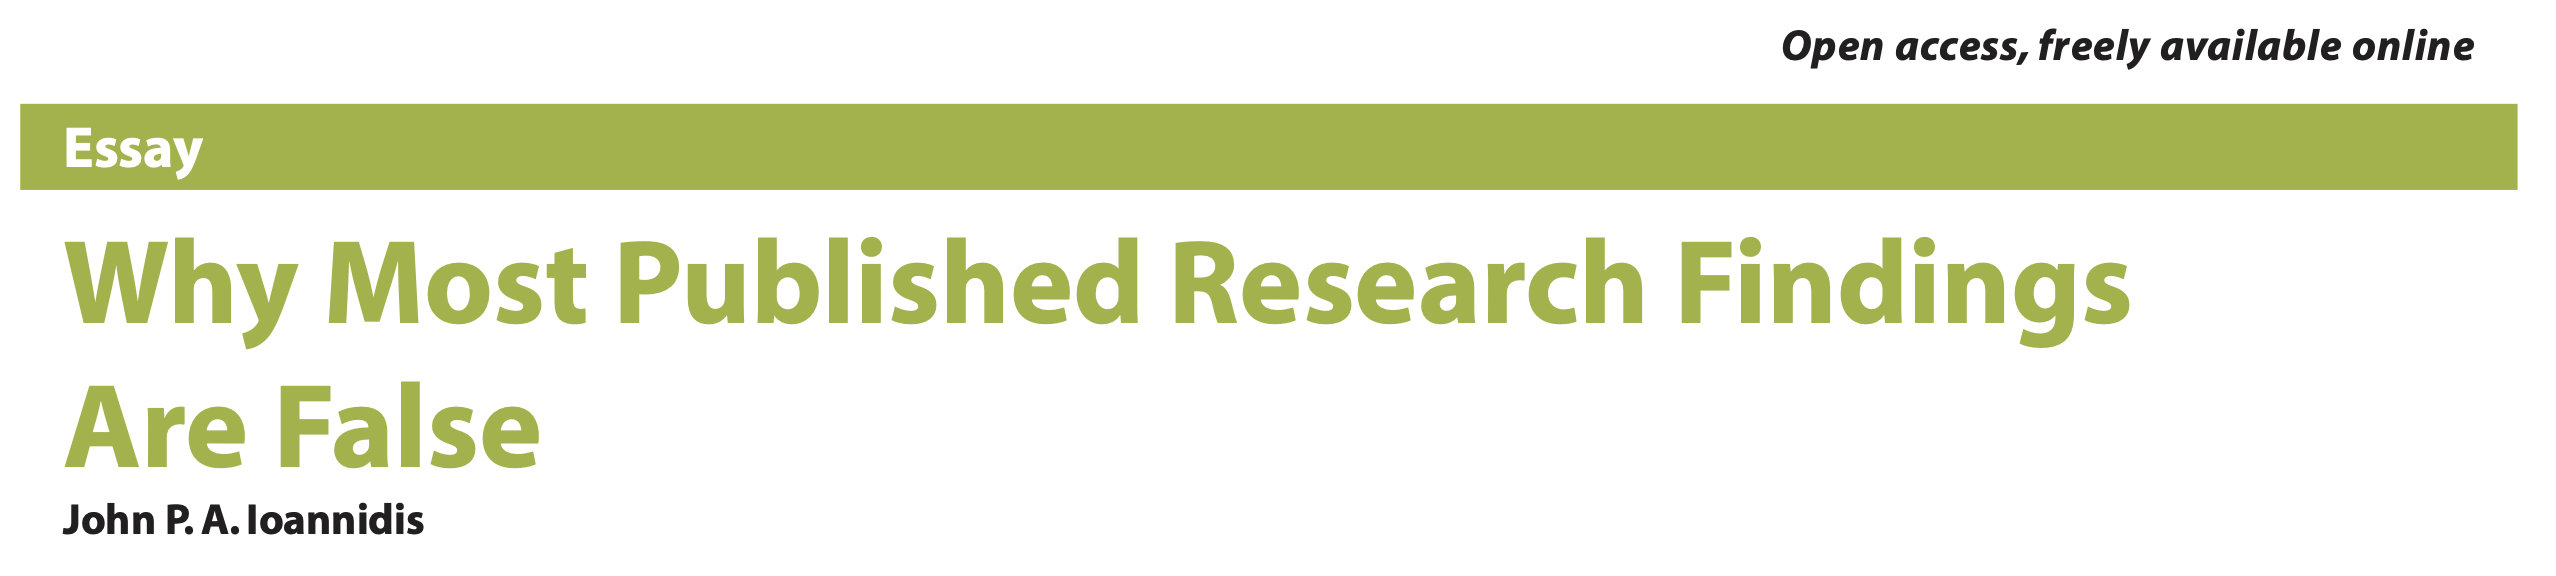 Open access, freely available online
Essay
Why Most Published Research Findings
Are False
John P. A. Ioannidis